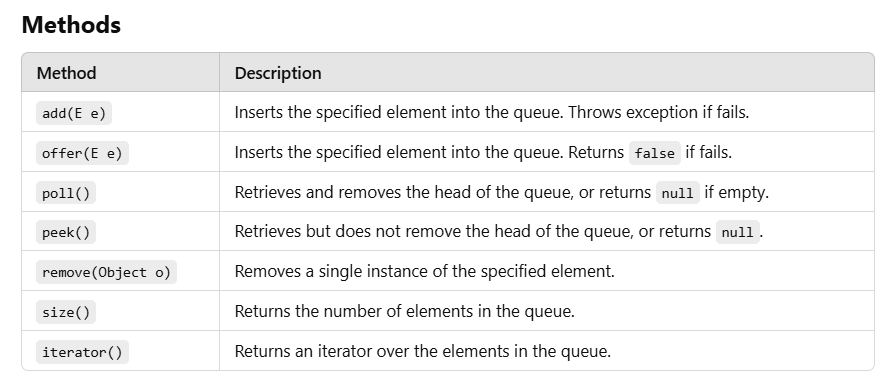 Methods
Method Description
add(E e) Inserts the specified element into the queue. Throws exception if fails.
offer(E e) Inserts the specified element into the queue. Returns false if fails.
poll() Retrieves and removes the head of the queue, or returns null if empty.
peek() Retrieves but does not remove the head of the queue, or returns null.
remove(Object o) Removes a single instance of the specified element.
size() Returns the number of elements in the queue.
iterator() Returns an iterator over the elements in the queue.